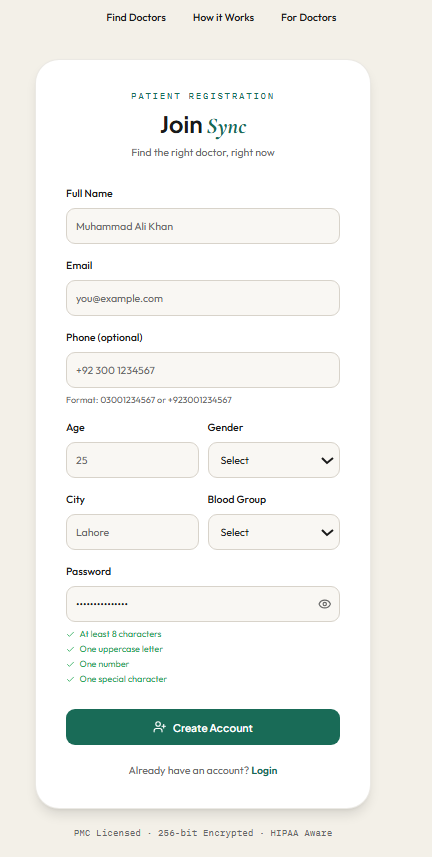 Find Doctors How it Works For Doctors
PATIENT REGISTRATION
Join Sync
Find the right doctor, right now
Full Name
Muhammad Ali Khan
Email
you@example.com
Phone (optional)
+92 300 1234567
Format: 03001234567 or +923001234567
Age Gender
25 Select
City Blood Group
Lahore Select
Password
•••••••••••••••
At least 8 characters
One uppercase letter
One number
One special character
Create Account
Already have an account? Login
PMC Licensed · 256-bit Encrypted · HIPAA Aware